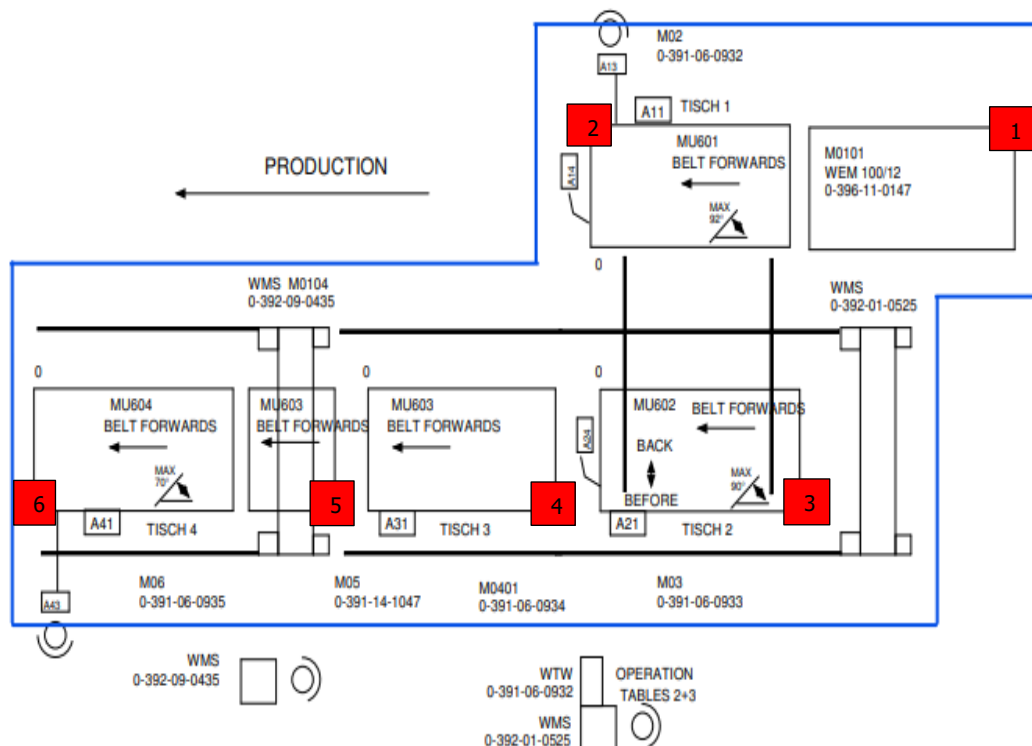 M02
0-391-06-0932
A13
A11
TISCH 1
2
1
MU601
BELT FORWARDS
M0101
WEM 100/12
0-396-11-0147
PRODUCTION
A14
MAX
92°
0
WMS M0104
0-392-09-0435
WMS
0-392-01-0525
0
0
MU604
BELT FORWARDS
MU603
BELT FORWARDS
MU603
BELT FORWARDS
MU602
BELT FORWARDS
A24
BACK
MAX
70°
MAX
90°
BEFORE
6
5
4
3
A41
TISCH 4
A31
TISCH 3
A21
TISCH 2
M06
0-391-06-0935
M05
0-391-14-1047
M0401
0-391-06-0934
M03
0-391-06-0933
A43
WMS
0-392-09-0435
WTW
0-391-06-0932
OPERATION
TABLES 2+3
WMS
0-392-01-0525